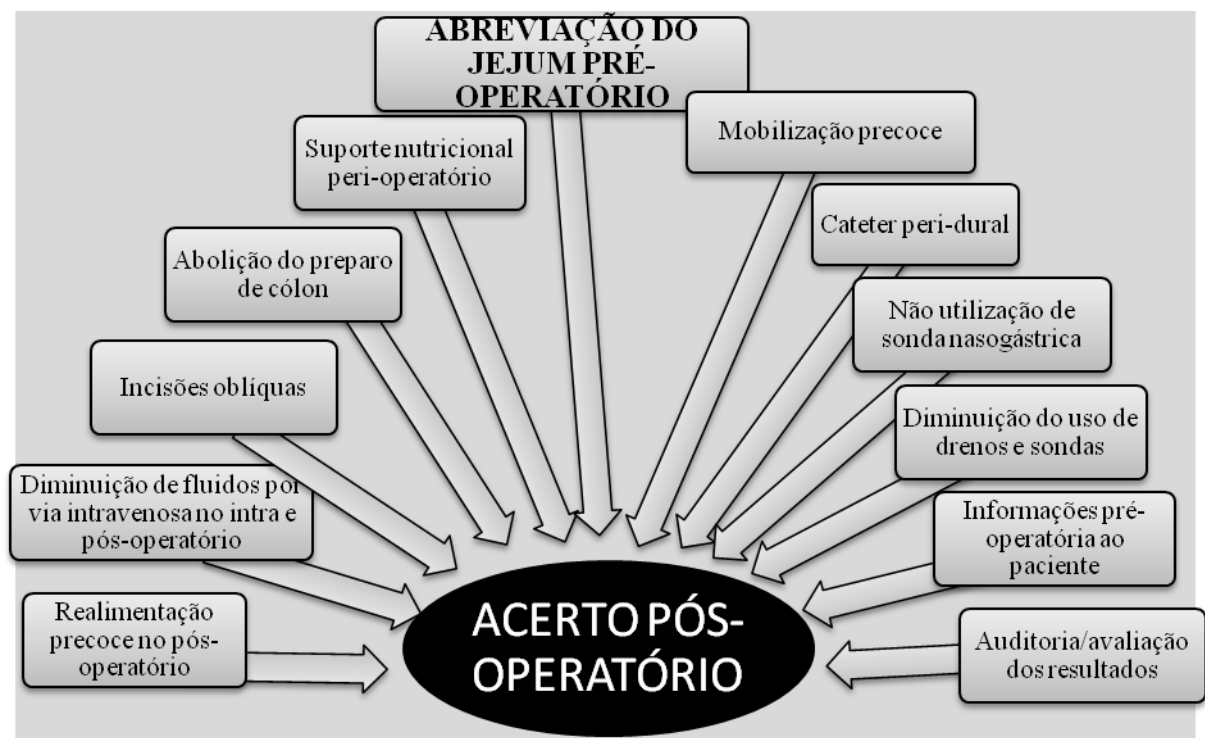 ABREVIAÇÃO DO
JEJUM PRÉ-
OPERATÓRIO
Mobilização precoce
Suporte nutricional
peri-operatório
Cateter peri-dural
Abolição do preparo
de cólon
Não utilização de
sonda nasogástrica
Incisões oblíquas
Diminuição do uso de
drenos e sondas
Diminuição de fluidos por
via intravenosa no intra e
pós-operatório
Informações pré-
operatória ao
paciente
Realimentação
precoce no pós-
operatório
ACERTO PÓS-
OPERATÓRIO
Auditoria/avaliação
dos resultados